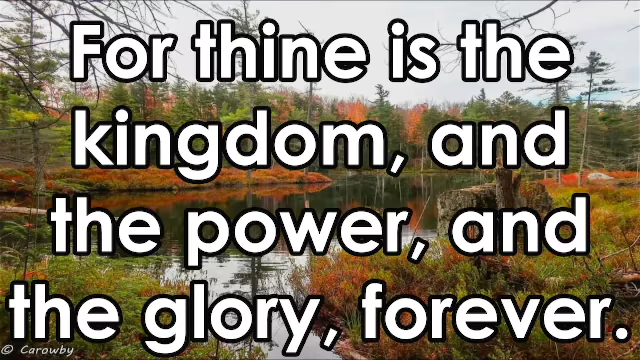 For thine is the
kingdom, and
the power, and
the glory, forever.
© Carowby